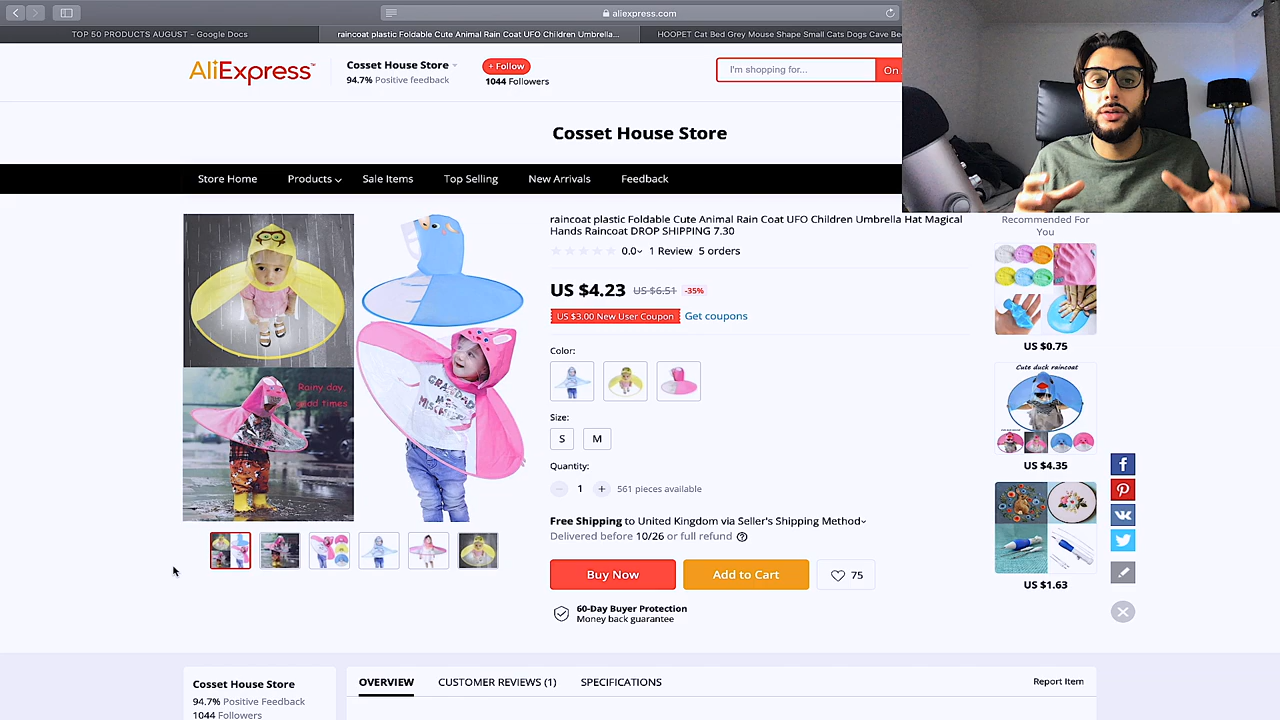 aliexpress.com
TOP 50 PRODUCTS AUGUST - Google Docs
raincoat plastic Foldable Cute Animal Rain Coat UFO Children Umbrella...
HOOPET Cat Bed Grey Mouse Shape Small Cats Dogs Cave Be
AliExpress
Cosset House Store
94.7% Positive feedback
+ Follow
1044 Followers
I'm shopping for...
On
Cosset House Store
Store Home
Products
Sale Items
Top Selling
New Arrivals
Feedback
raincoat plastic Foldable Cute Animal Rain Coat UFO Children Umbrella Hat Magical
Hands Raincoat DROP SHIPPING 7.30
0.0
1 Review
5 orders
US $4.23
US $6.51
-35%
US $3.00 New User Coupon
Get coupons
Color:
Size:
S
M
Quantity:
1
561 pieces available
Free Shipping to United Kingdom via Seller's Shipping Method
Delivered before 10/26 or full refund
Buy Now
Add to Cart
75
60-Day Buyer Protection
Money back guarantee
Rainy day,
add times
GRANDAD
MISCHIEF
Recommended For
You
US $0.75
Cute duck raincoat
US $4.35
US $1.63
Cosset House Store
94.7% Positive Feedback
1044 Followers
OVERVIEW
CUSTOMER REVIEWS (1)
SPECIFICATIONS
Report Item